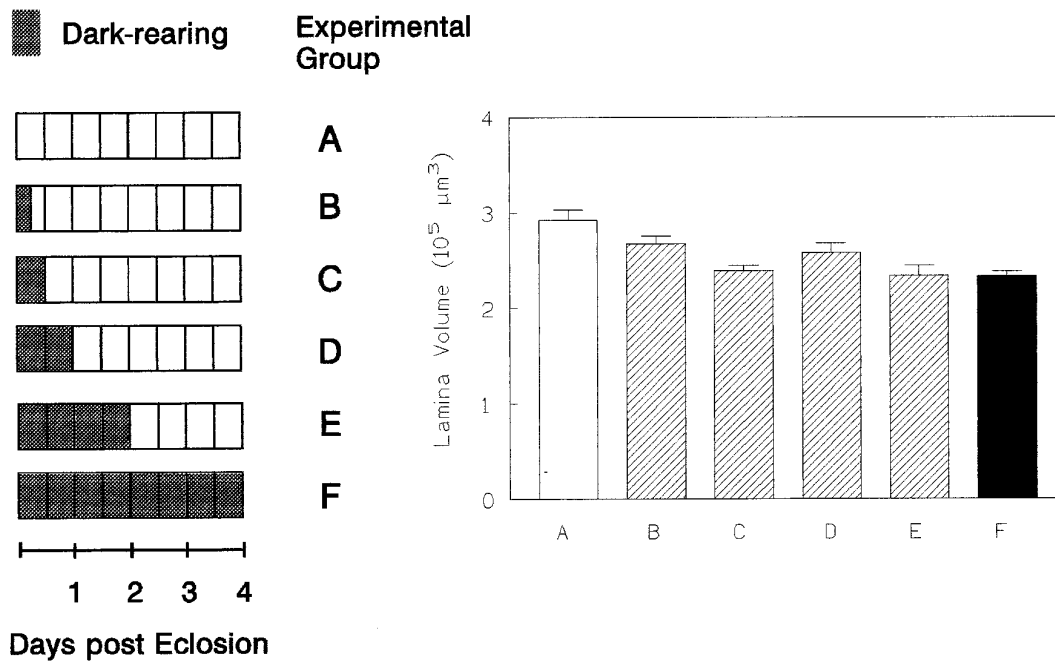 Dark-rearing
Experimental
Group
A
B
C
D
E
F
1 2 3 4
Days post Eclosion
Lamina Volume (10⁵ μm³)
4
3
2
1
0
A B C D E F